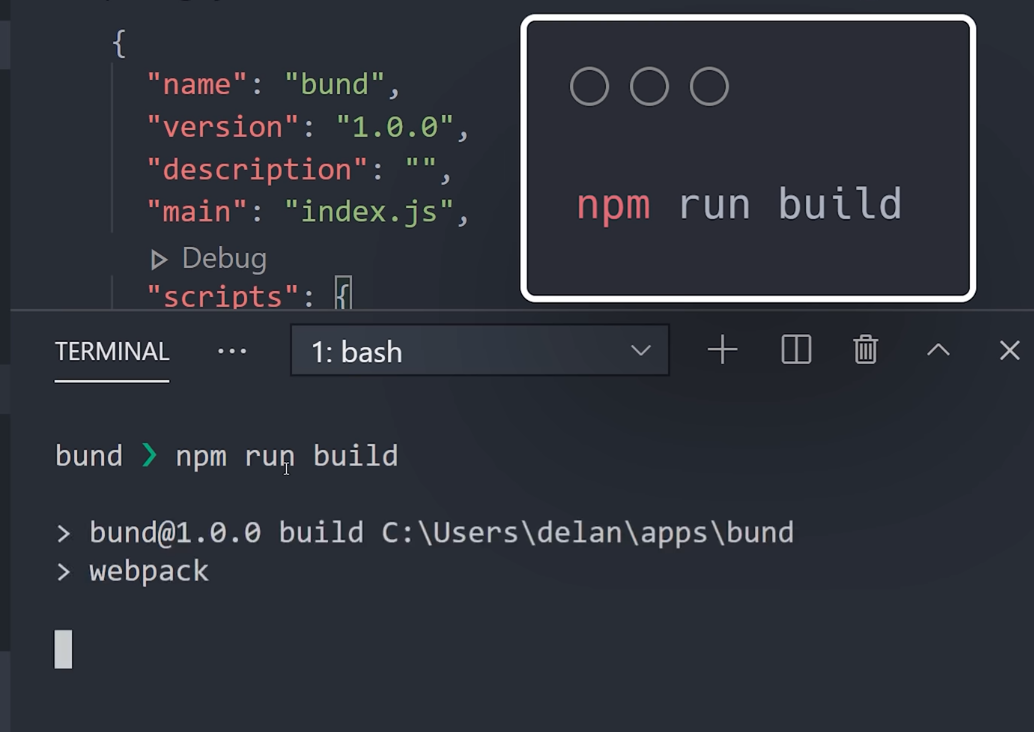 {
"name": "bund",
"version": "1.0.0",
"description": "",
"main": "index.js",
Debug
"scripts": {
npm run build
TERMINAL ... 1: bash
bund ❯ npm run build
> bund@1.0.0 build C:\Users\delan\apps\bund
> webpack